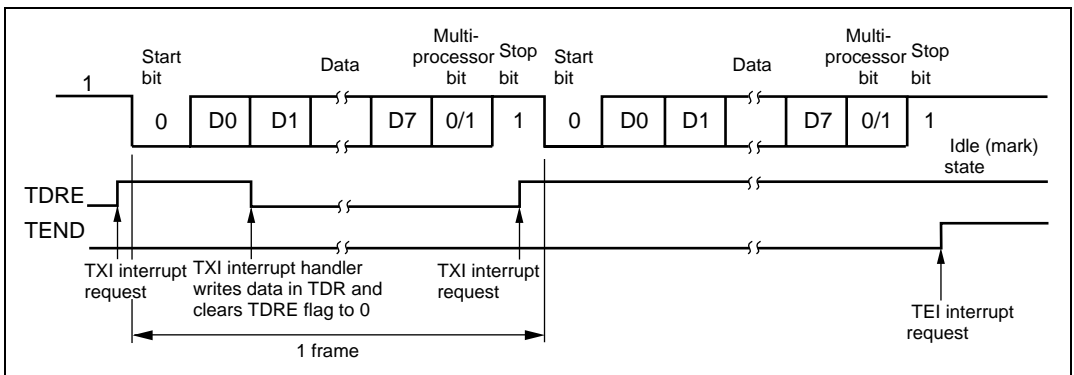 Multi-
processor
bit
Multi-
processor
bit
Start
bit
Data
Stop
bit
Start
bit
Data
Stop
bit
1
0 D0 D1 D7 0/1 1 0 D0 D1 D7 0/1 1
Idle (mark)
state
TDRE
TEND
TXI interrupt
request
TXI interrupt handler
writes data in TDR and
clears TDRE flag to 0
TXI interrupt
request
TEI interrupt
request
1 frame